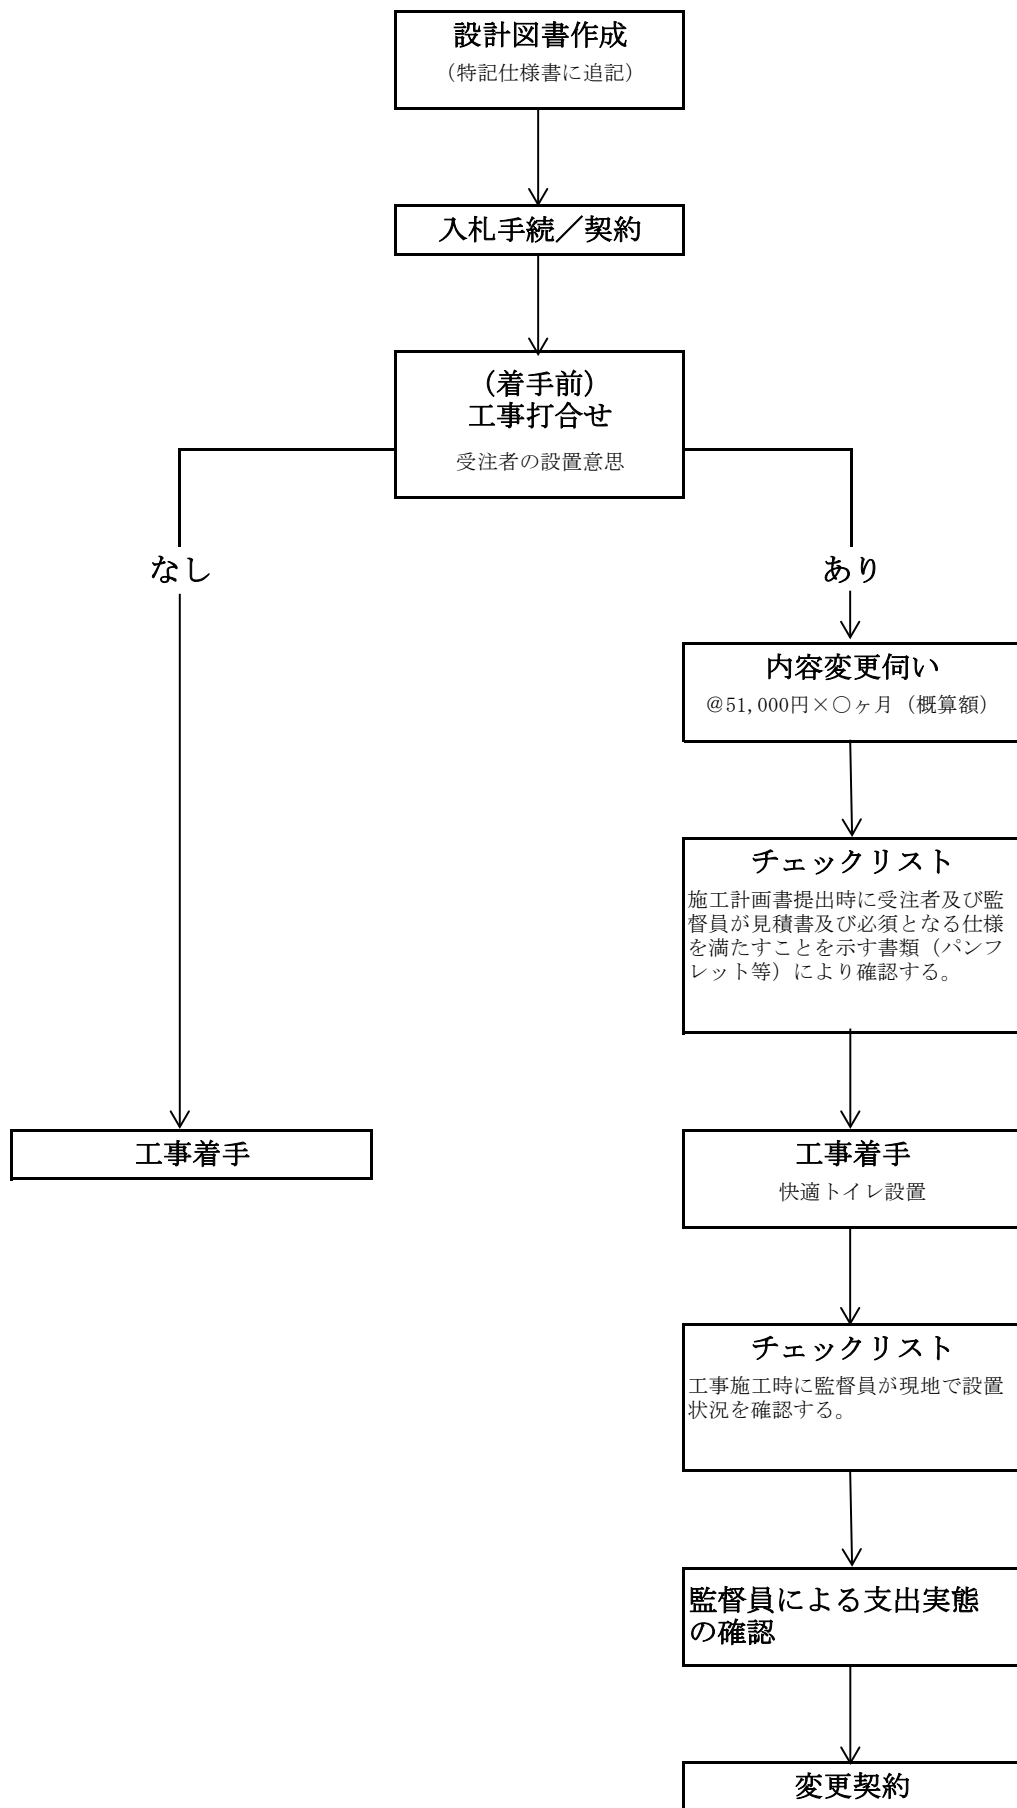 設計図書作成
（特記仕様書に追記）
入札手続／契約
（着手前）
工事打合せ
受注者の設置意思
なし
あり
内容変更伺い
＠51,000円×〇ヶ月（概算額）
チェックリスト
施工計画書提出時に受注者及び監
督員が見積書及び必須となる仕様
を満たすことを示す書類（パンフ
レット等）により確認する。
工事着手
工事着手
快適トイレ設置
チェックリスト
工事施工時に監督員が現地で設置
状況を確認する。
監督員による支出実態
の確認
変更契約